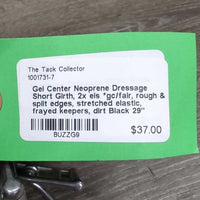 The Tack Collector
1001731-7
Gel Center Neoprene Dressage
Short Girth, 2x els *gc/fair, rough &
split edges, stretched elastic,
frayed keepers, dirt Black 29"
$37.00
BUZZG9